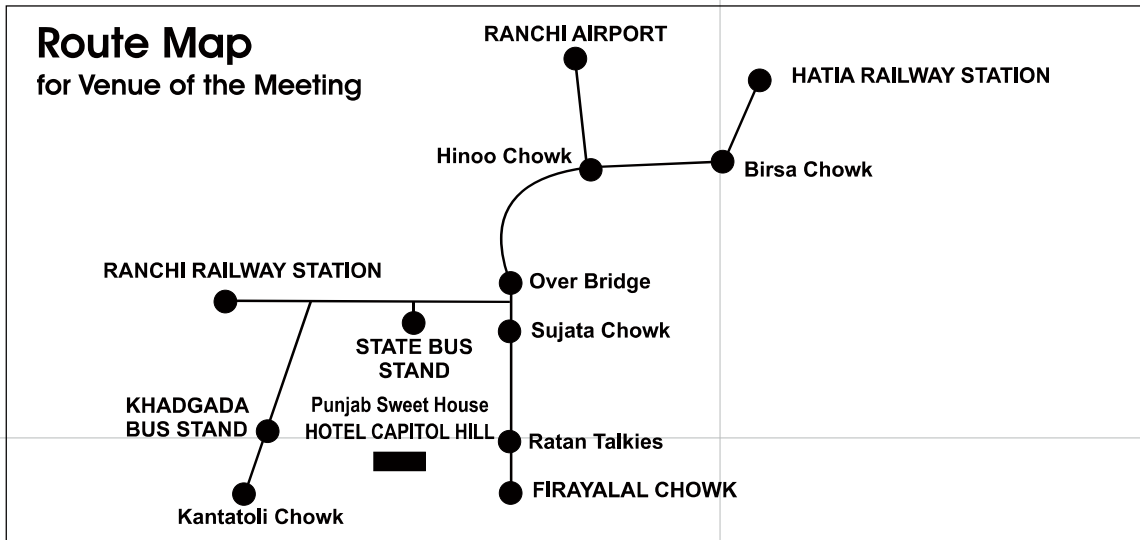 Route Map
for Venue of the Meeting
RANCHI AIRPORT
HATIA RAILWAY STATION
Hinoo Chowk
Birsa Chowk
RANCHI RAILWAY STATION
Over Bridge
Sujata Chowk
STATE BUS
STAND
KHADGADA
BUS STAND
Punjab Sweet House
HOTEL CAPITOL HILL
Ratan Talkies
FIRAYALAL CHOWK
Kantatoli Chowk